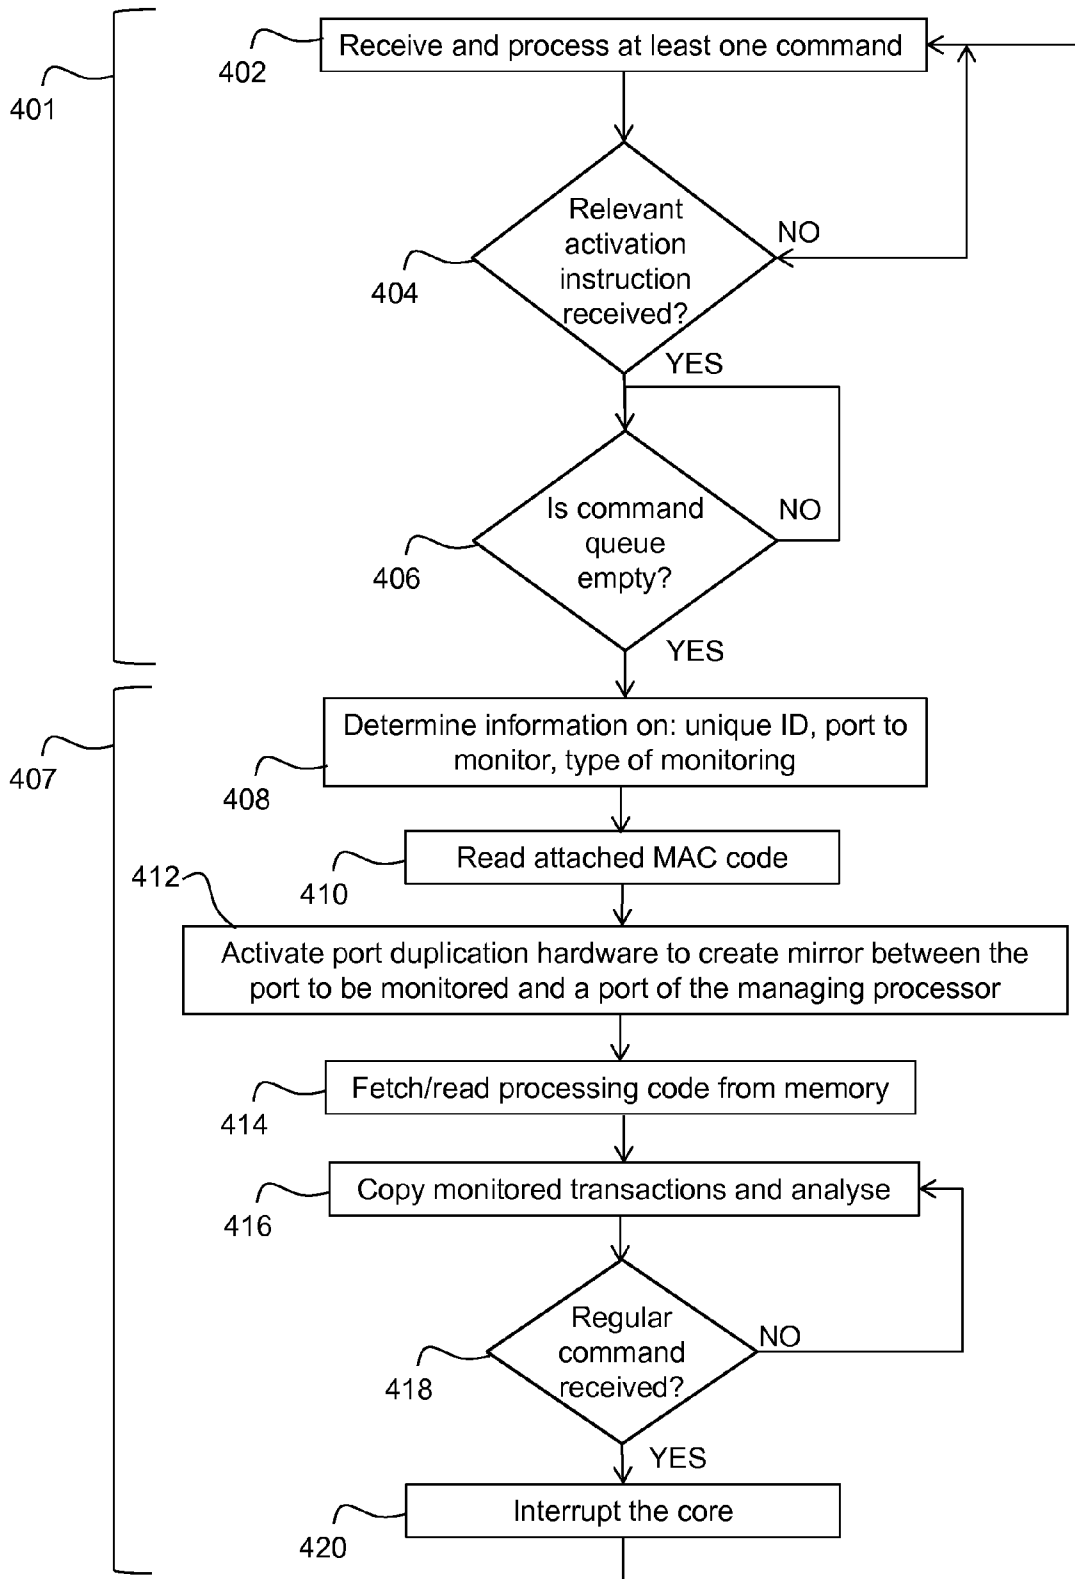 Receive and process at least one command
402
401
Relevant
activation
instruction
received?
NO
404
YES
Is command
queue
empty?
NO
406
YES
Determine information on: unique ID, port to
monitor, type of monitoring
407
408
Read attached MAC code
412
410
Activate port duplication hardware to create mirror between the
port to be monitored and a port of the managing processor
Fetch/read processing code from memory
414
Copy monitored transactions and analyse
416
Regular
command
received?
NO
418
YES
Interrupt the core
420